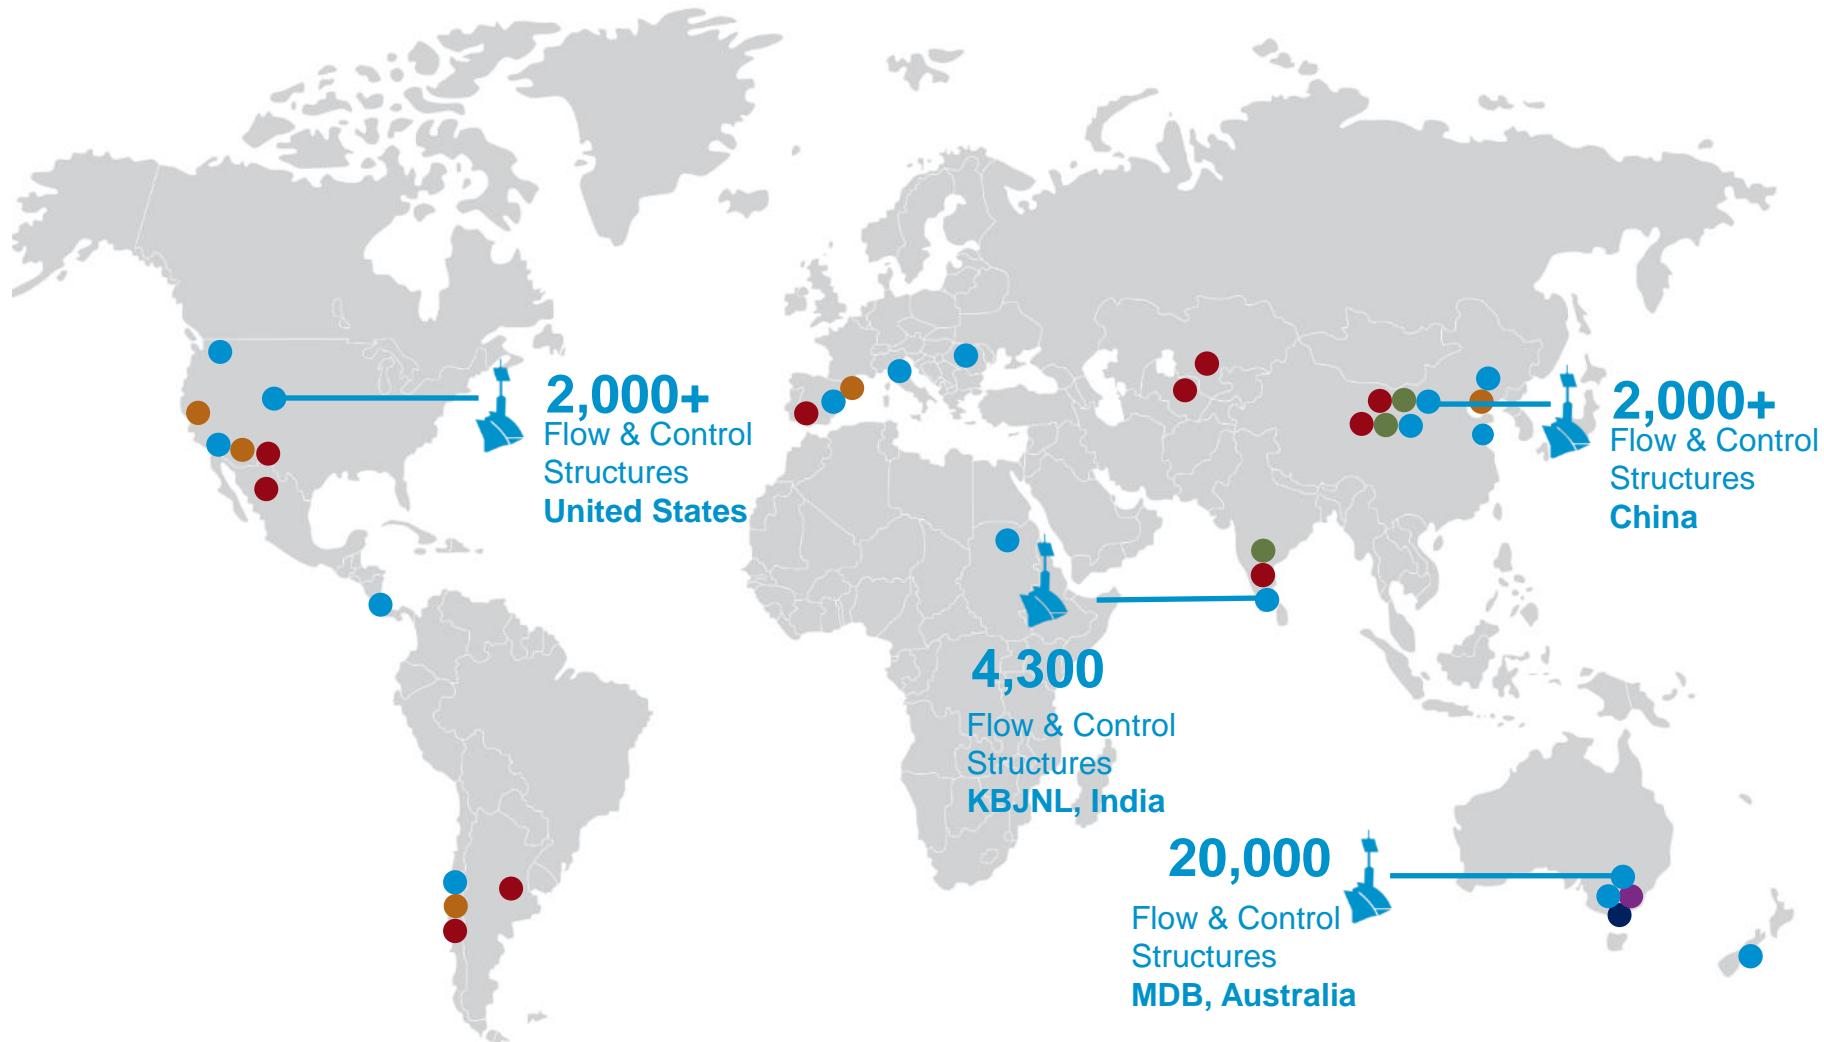 2,000+
Flow & Control
Structures
United States
2,000+
Flow & Control
Structures
China
4,300
Flow & Control
Structures
KBJNL, India
20,000
Flow & Control
Structures
MDB, Australia